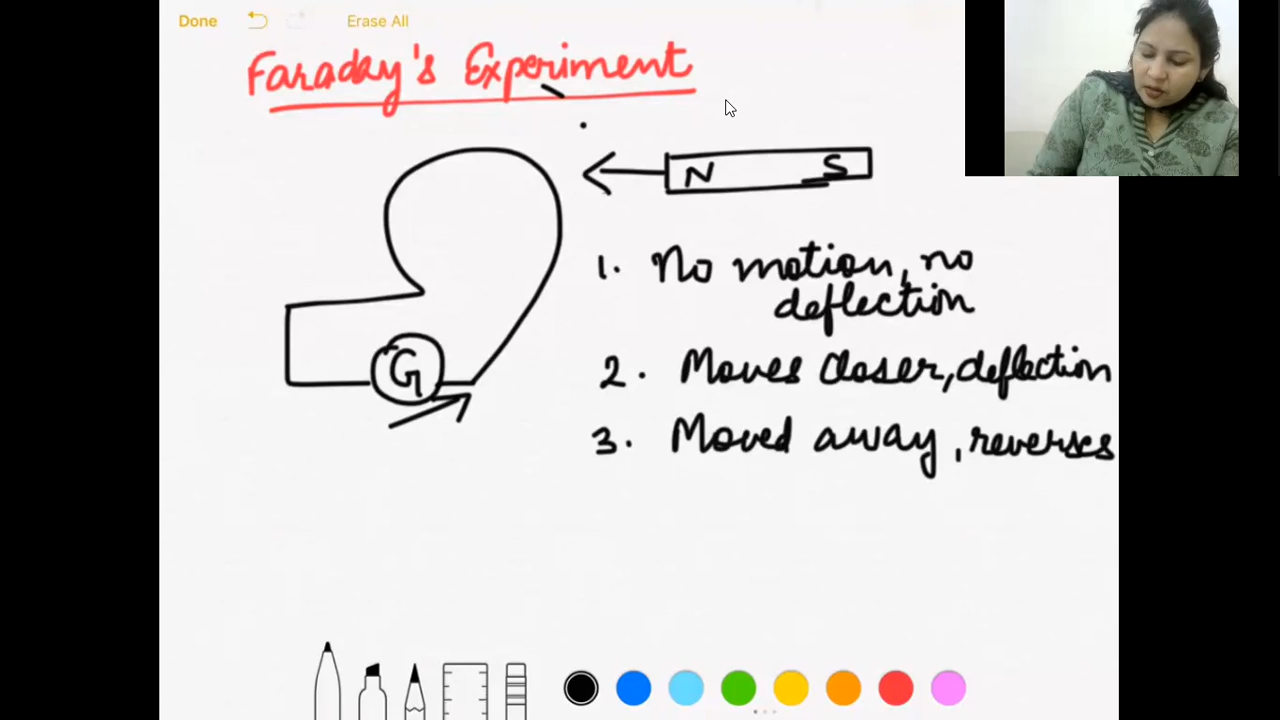 Done
Erase All
Faraday's Experiment
N S
1. No motion, no
deflection
2. Moves closer, deflection
3. Moved away, reverses
G